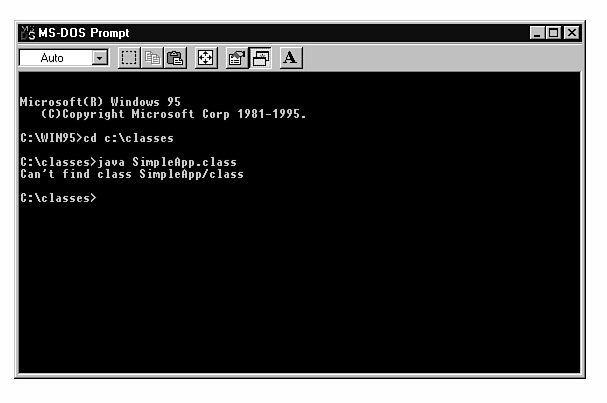 MS-DOS Prompt
Auto
A
Microsoft(R) Windows 95
(C)Copyright Microsoft Corp 1981-1995.
C:\WIN95>cd c:\classes
C:\classes>java SimpleApp.class
Can't find class SimpleApp/class
C:\classes>